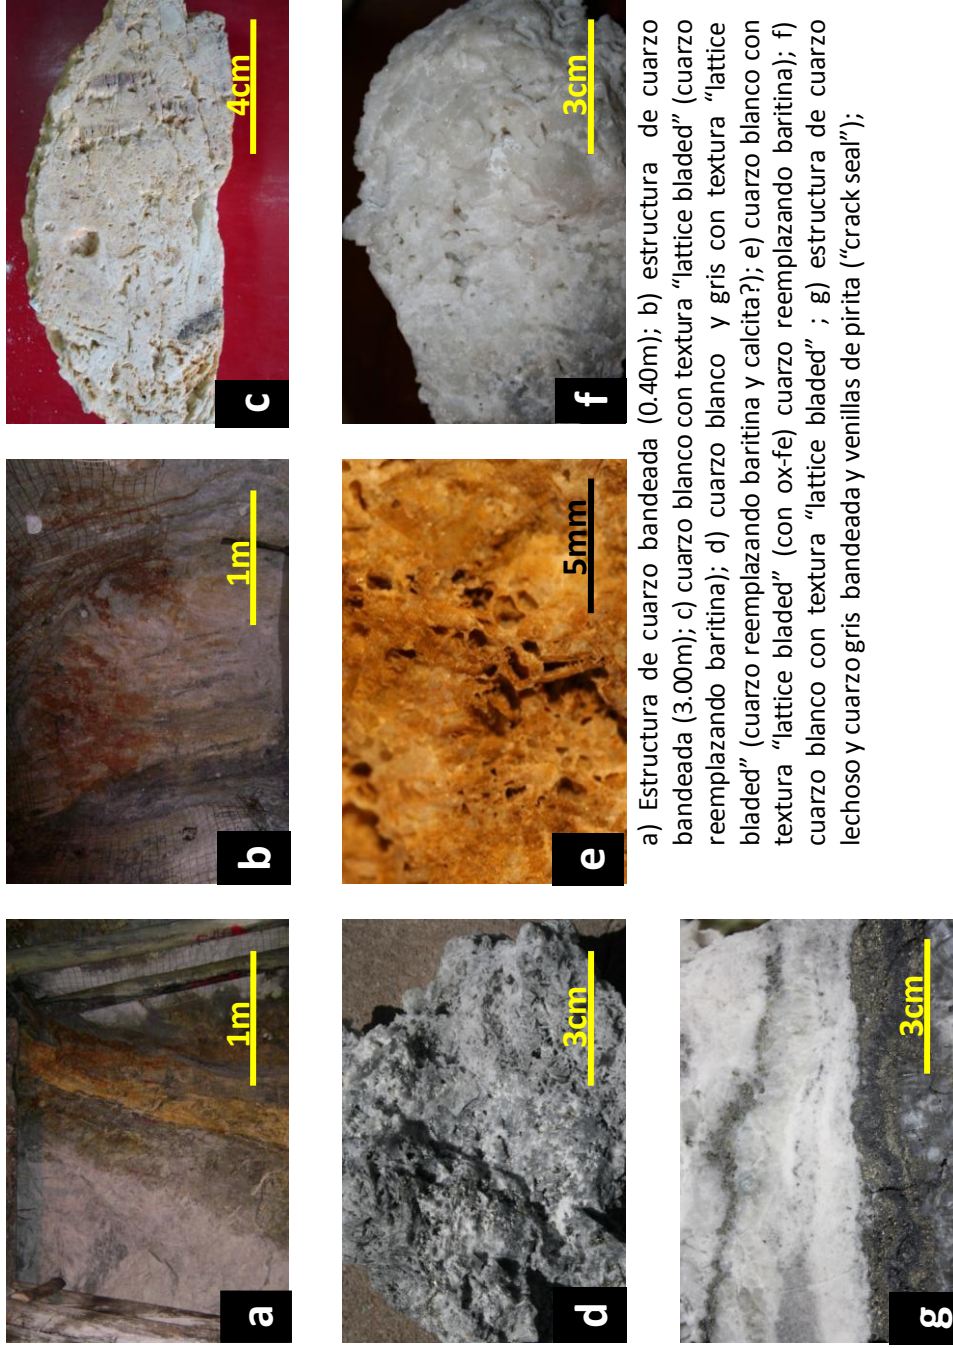 a
1m
b
1m
c
4cm
d
3cm
e
5mm
f
3cm
g
3cm
a) Estructura de cuarzo bandeada (0.40m); b) estructura de cuarzo
bandeada (3.00m); c) cuarzo blanco con textura “lattice bladed” (cuarzo
reemplazando baritina); d) cuarzo blanco y gris con textura “lattice
bladed” (cuarzo reemplazando baritina y calcita?); e) cuarzo blanco con
textura “lattice bladed” (con ox-fe) cuarzo reemplazando baritina); f)
cuarzo blanco con textura “lattice bladed” ; g) estructura de cuarzo
lechoso y cuarzo gris bandeada y venillas de pirita (“crack seal”);